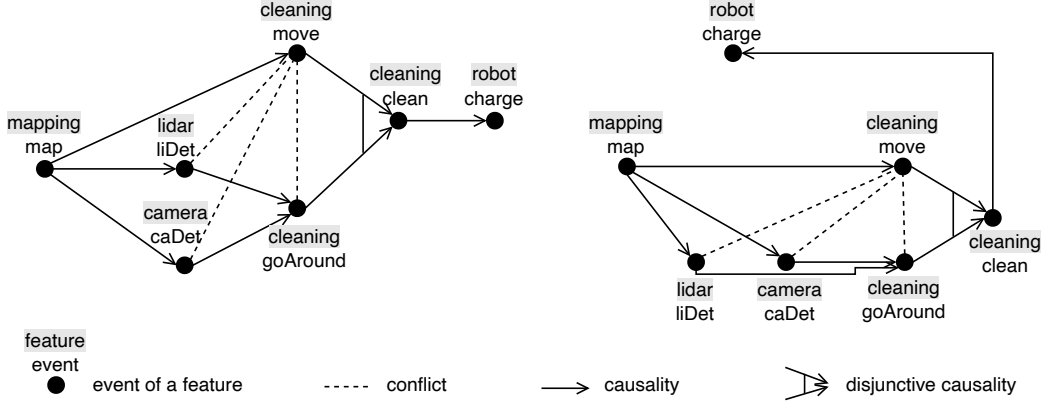 cleaning
move
cleaning
clean
robot
charge
mapping
map
lidar
liDet
camera
caDet
cleaning
goAround
robot
charge
mapping
map
cleaning
move
cleaning
clean
lidar
liDet
camera
caDet
cleaning
goAround
feature
event
event of a feature
conflict
causality
disjunctive causality